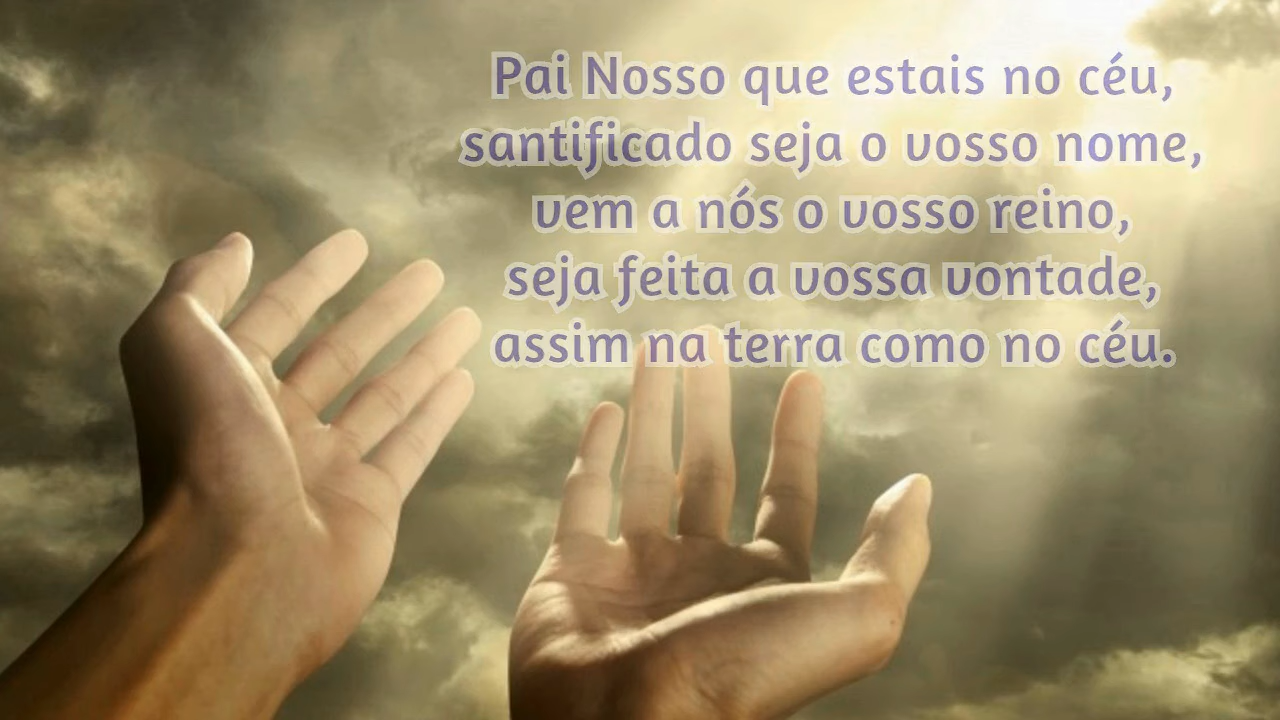 Pai Nosso que estais no céu,
santificado seja o vosso nome,
vem a nós o vosso reino,
seja feita a vossa vontade,
assim na terra como no céu.